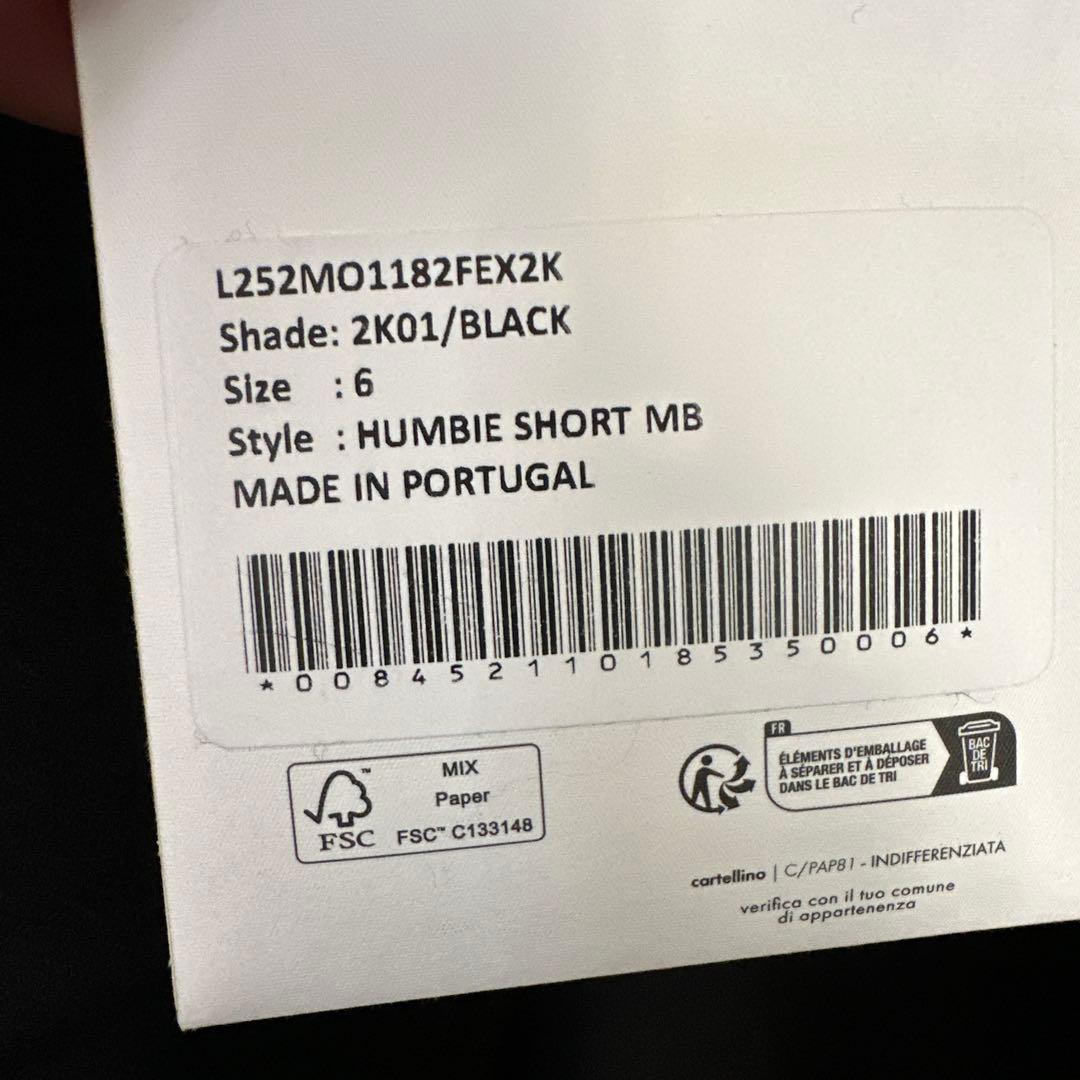 L252MO1182FEX2K
Shade: 2K01/BLACK
Size : 6
Style : HUMBIE SHORT MB
MADE IN PORTUGAL
*008452110185350006*
FSC™
MIX
Paper
FSC™ C133148
FR
ÉLÉMENTS D'EMBALLAGE
À SÉPARER ET À DÉPOSER
DANS LE BAC DE TRI
BAC
DE
TRI
cartellino | C/PAP81 - INDIFFERENZIATA
verifica con il tuo comune
di appartenenza